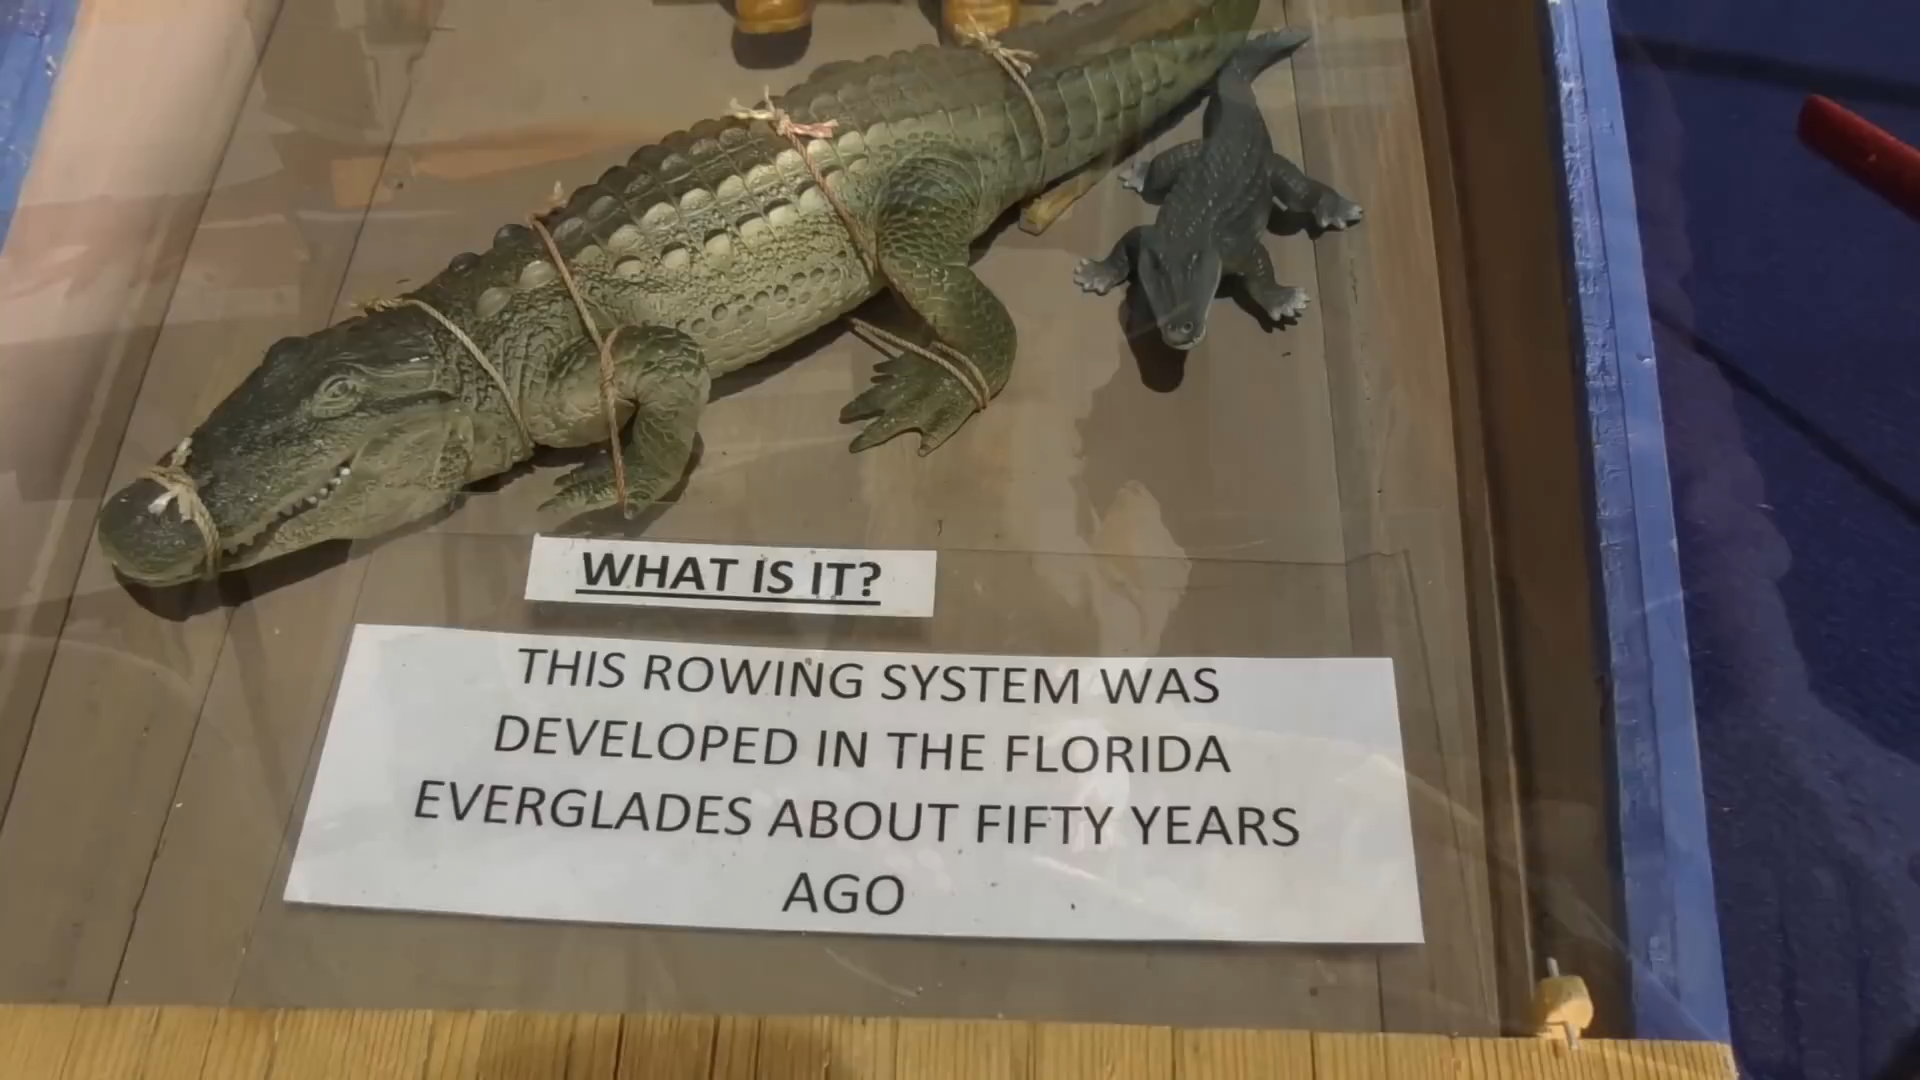 WHAT IS IT?
THIS ROWING SYSTEM WAS
DEVELOPED IN THE FLORIDA
EVERGLADES ABOUT FIFTY YEARS
AGO